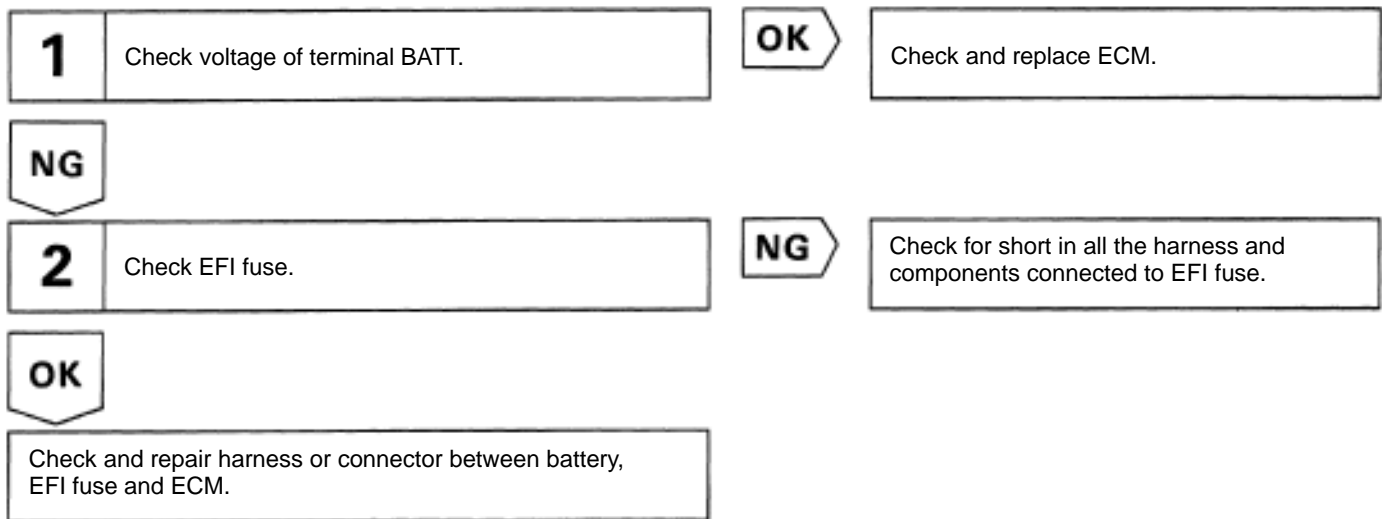 1
Check voltage of terminal BATT.
OK
Check and replace ECM.
NG
2
Check EFI fuse.
NG
Check for short in all the harness and
components connected to EFI fuse.
OK
Check and repair harness or connector between battery,
EFI fuse and ECM.